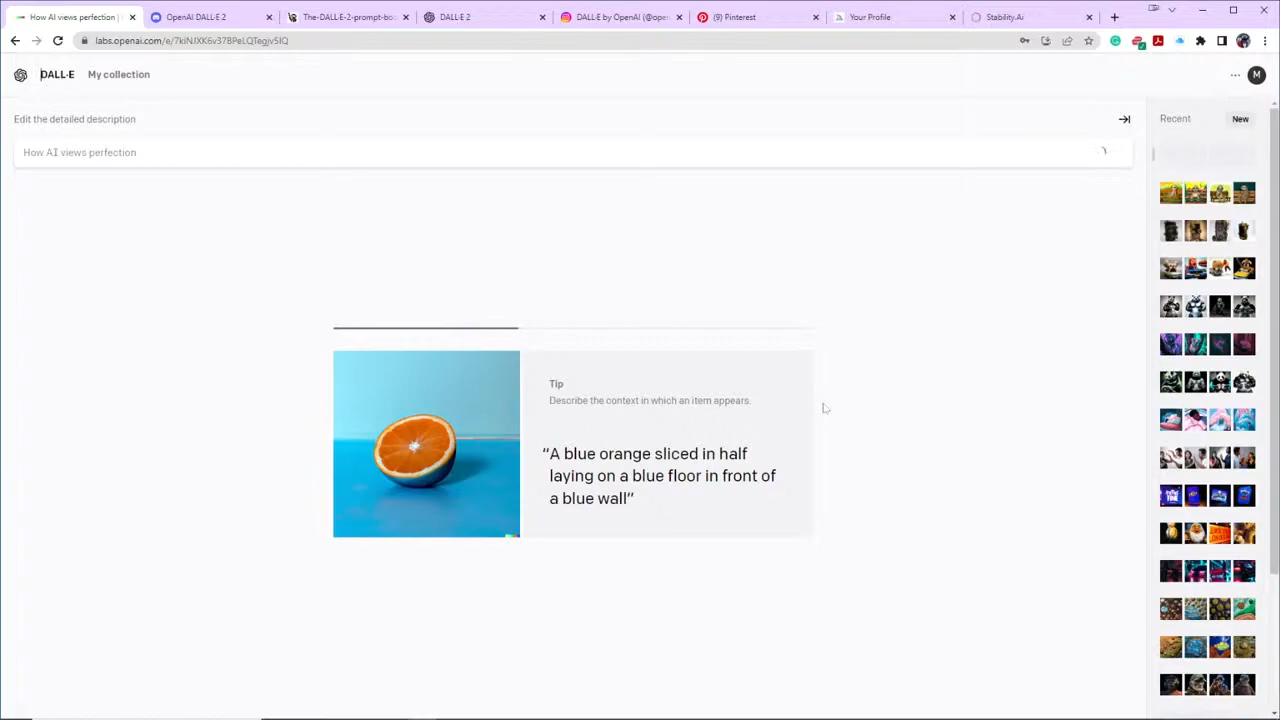 How AI views perfection |
OpenAI DALL·E 2
The-DALL-E-2-prompt-bo
DALL·E 2
DALL·E by OpenAI (@open
(9) Pinterest
Your Profile
Stability.Ai
labs.openai.com/e/7kiNJXK6v37BPeLQTegjv5IQ
DALL·E
My collection
M
Edit the detailed description
Recent
New
How AI views perfection
Tip
Describe the context in which an item appears.
“A blue orange sliced in half
laying on a blue floor in front of
a blue wall”